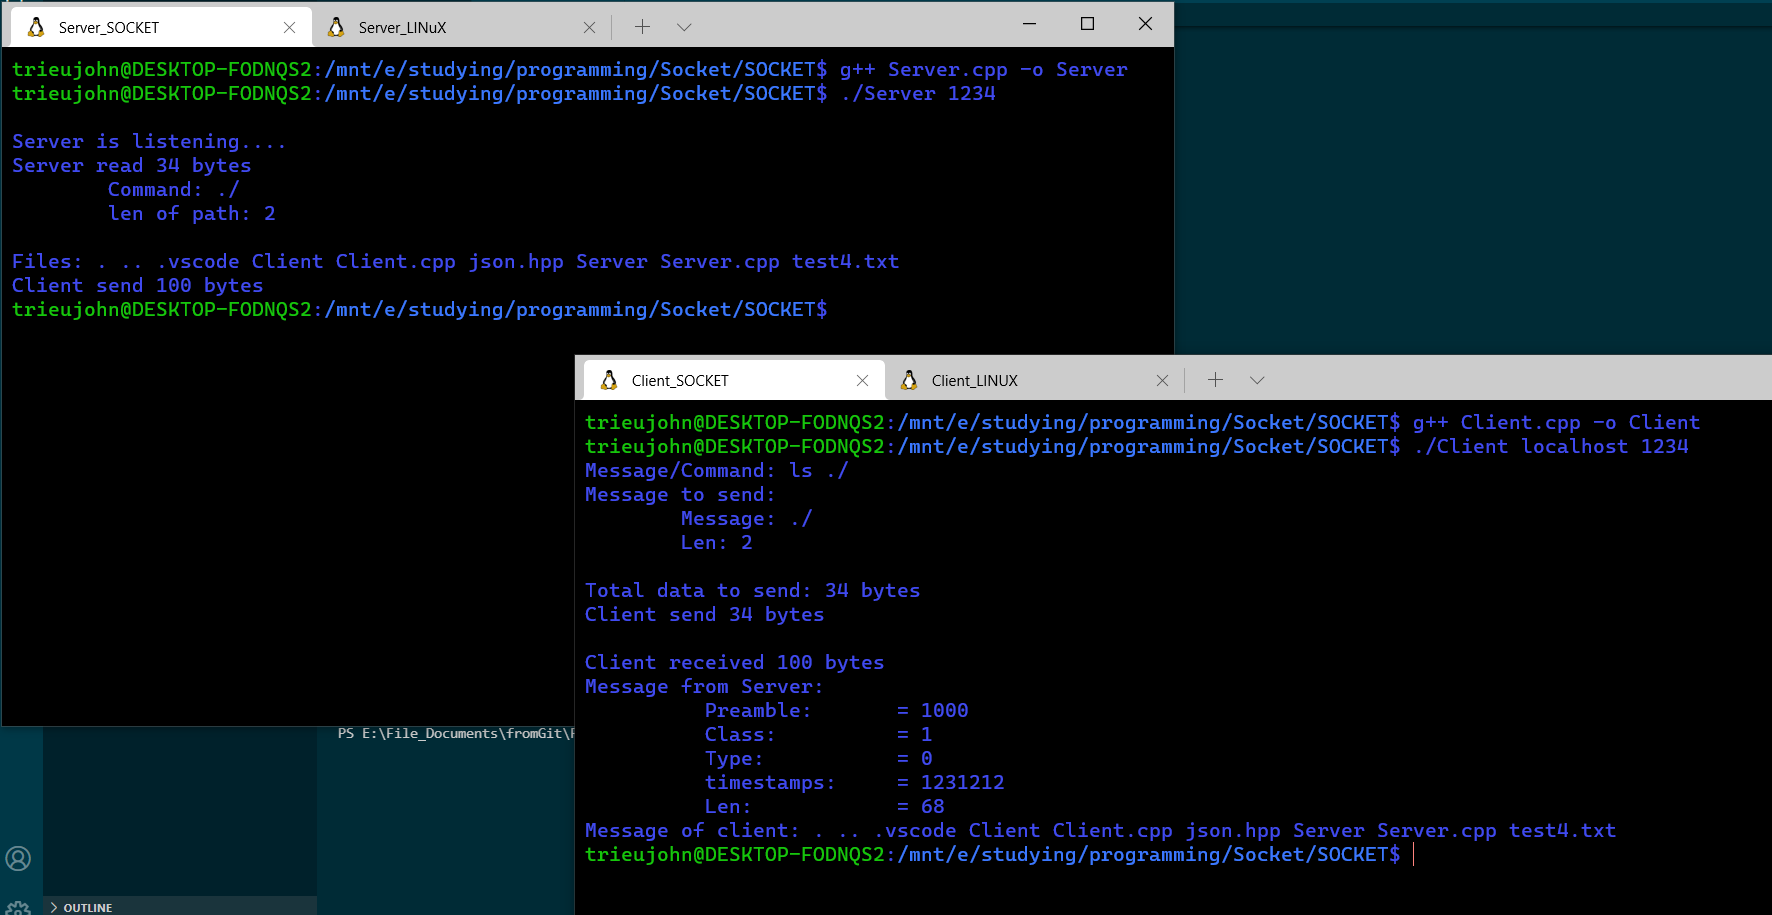 Server_SOCKET
Server_LINuX
trieujohn@DESKTOP-FODNQS2:/mnt/e/studying/programming/Socket/SOCKET$ g++ Server.cpp -o Server
trieujohn@DESKTOP-FODNQS2:/mnt/e/studying/programming/Socket/SOCKET$ ./Server 1234
Server is listening....
Server read 34 bytes
Command: ./
len of path: 2
Files: . .. .vscode Client Client.cpp json.hpp Server Server.cpp test4.txt
Client send 100 bytes
trieujohn@DESKTOP-FODNQS2:/mnt/e/studying/programming/Socket/SOCKET$
Client_SOCKET
Client_LINUX
trieujohn@DESKTOP-FODNQS2:/mnt/e/studying/programming/Socket/SOCKET$ g++ Client.cpp -o Client
trieujohn@DESKTOP-FODNQS2:/mnt/e/studying/programming/Socket/SOCKET$ ./Client localhost 1234
Message/Command: ls ./
Message to send:
Message: ./
Len: 2
Total data to send: 34 bytes
Client send 34 bytes
Client received 100 bytes
Message from Server:
Preamble: = 1000
Class: = 1
Type: = 0
timestamps: = 1231212
Len: = 68
Message of client: . .. .vscode Client Client.cpp json.hpp Server Server.cpp test4.txt
trieujohn@DESKTOP-FODNQS2:/mnt/e/studying/programming/Socket/SOCKET$
PS E:\File_Documents\fromGit\
OUTLINE